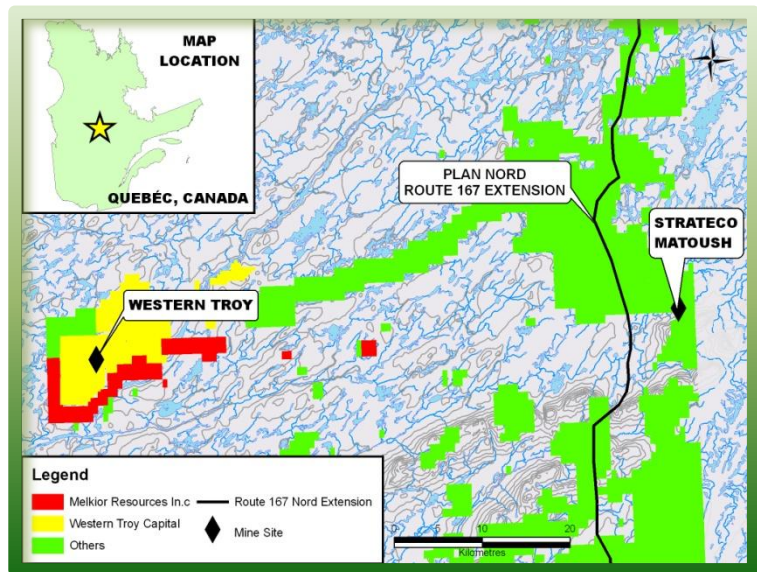 MAP
LOCATION
QUEBÉC, CANADA
N
PLAN NORD
ROUTE 167 EXTENSION
STRATECO
MATOUSH
WESTERN TROY
Legend
Melkior Resources In.c
Western Troy Capital
Others
Route 167 Nord Extension
Mine Site
0 5 10 20
Kilometres